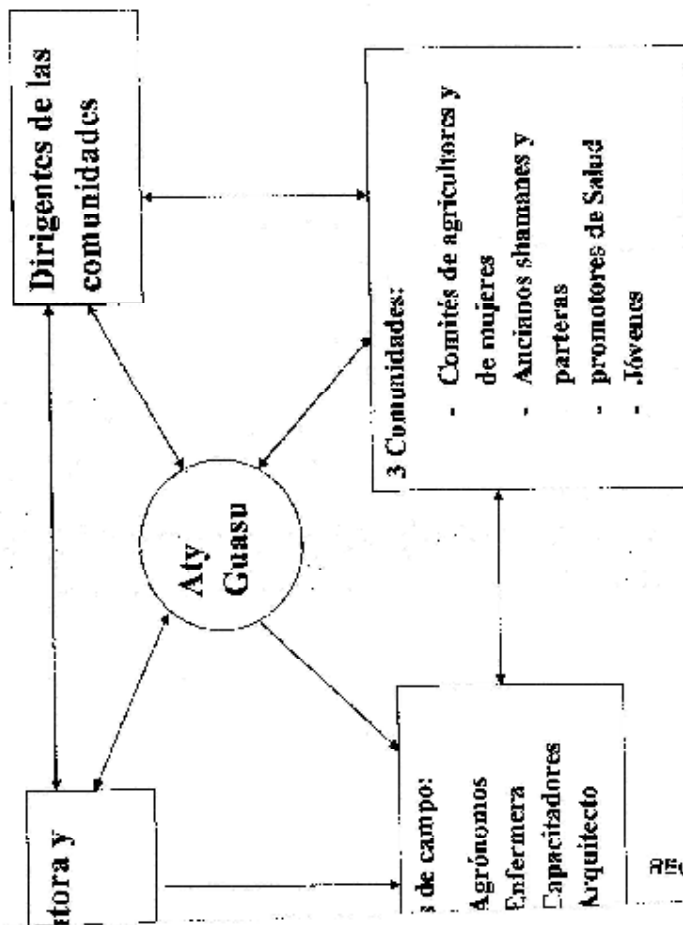 Dirigentes de las
comunidades
Aty
Guasu
3 Comunidades:
- Comités de agricultores y
de mujeres
- Ancianos shamanes y
parteras
- promotores de Salud
- Jóvenes
tora y
s de campo:
Agrónomos
Enfermera
Capacitadores
Arquitecto